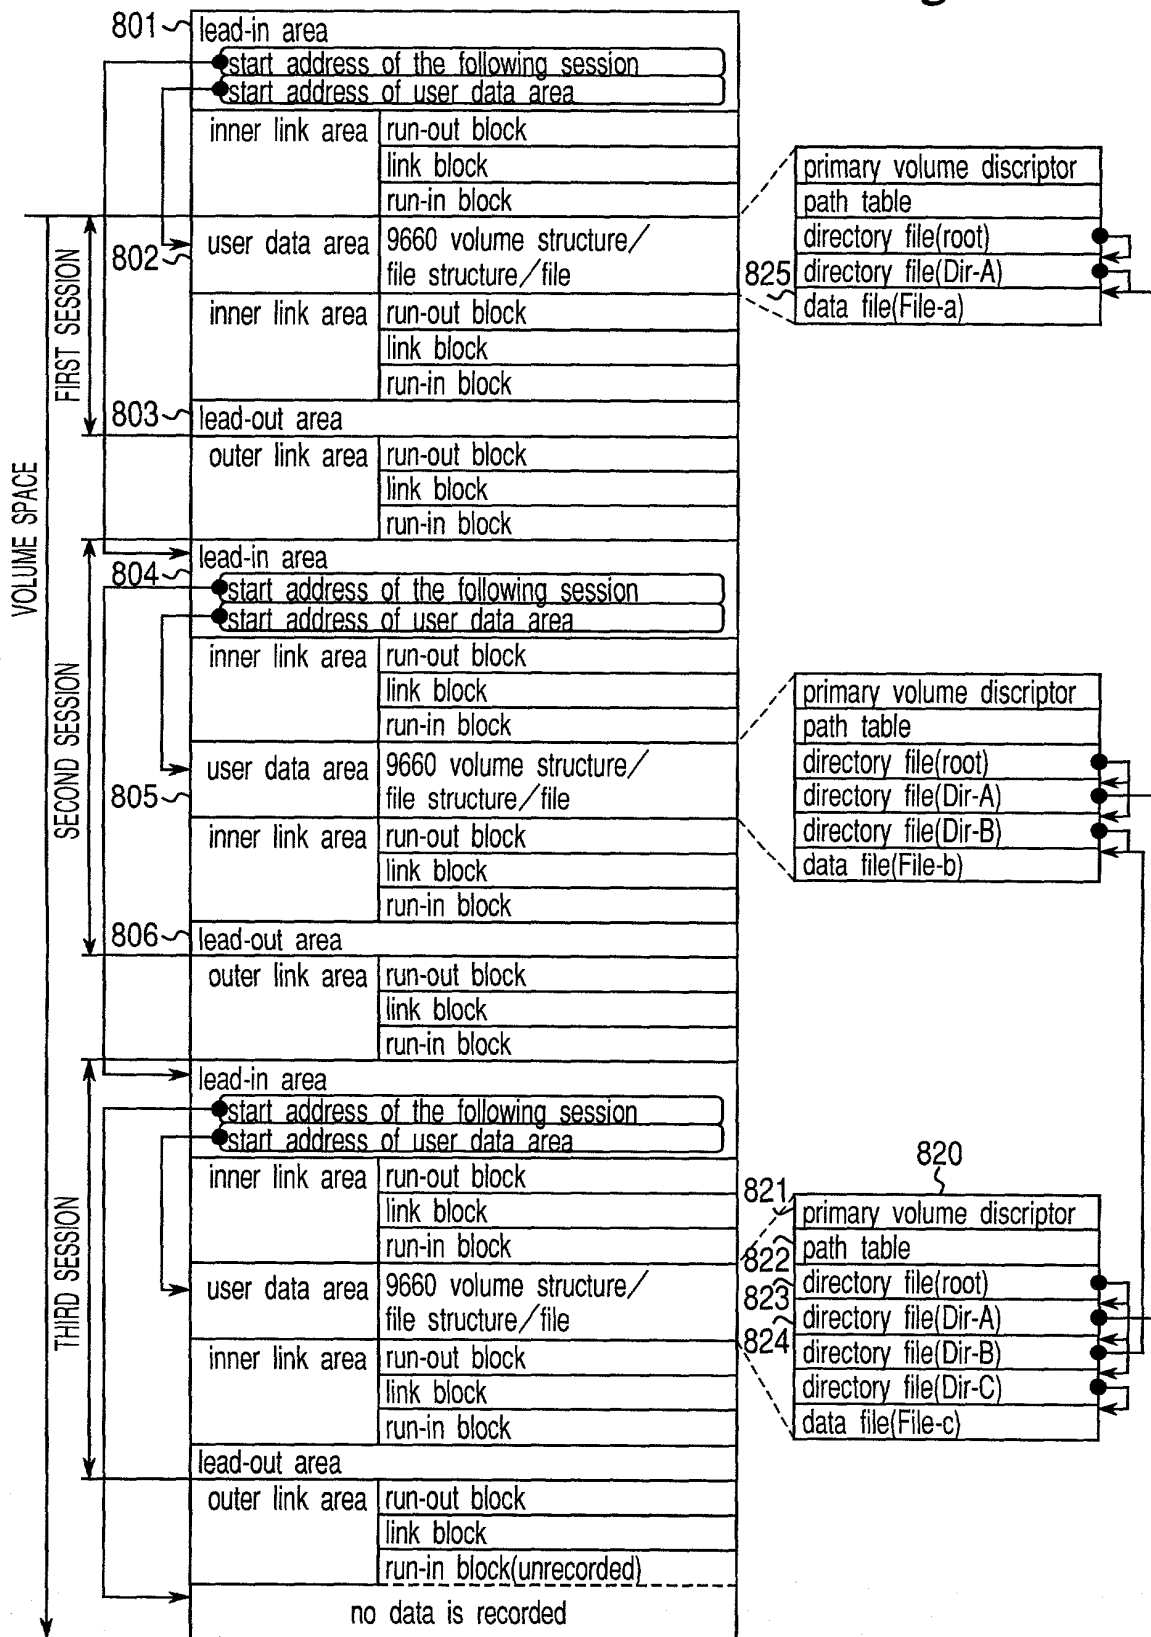 g
801
lead-in area
start address of the following session
start address of user data area
inner link area
run-out block
link block
run-in block
802
user data area
9660 volume structure/
file structure/file
inner link area
run-out block
link block
run-in block
803
lead-out area
outer link area
run-out block
link block
run-in block
lead-in area
804
start address of the following session
start address of user data area
inner link area
run-out block
link block
run-in block
805
user data area
9660 volume structure/
file structure/file
inner link area
run-out block
link block
run-in block
806
lead-out area
outer link area
run-out block
link block
run-in block
lead-in area
start address of the following session
start address of user data area
inner link area
run-out block
link block
run-in block
user data area
9660 volume structure/
file structure/file
inner link area
run-out block
link block
run-in block
lead-out area
outer link area
run-out block
link block
run-in block(unrecorded)
no data is recorded
VOLUME SPACE
FIRST SESSION
SECOND SESSION
THIRD SESSION
primary volume discriptor
path table
directory file(root)
825
directory file(Dir-A)
data file(File-a)
primary volume discriptor
path table
directory file(root)
directory file(Dir-A)
directory file(Dir-B)
data file(File-b)
820
821
primary volume discriptor
822
path table
823
directory file(root)
824
directory file(Dir-A)
directory file(Dir-B)
directory file(Dir-C)
data file(File-c)